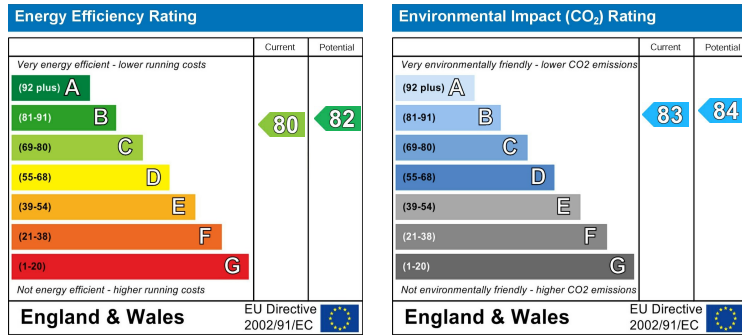 Energy Efficiency Rating
Current Potential
Very energy efficient - lower running costs
(92 plus) A
(81-91) B
(69-80) C
(55-68) D
(39-54) E
(21-38) F
(1-20) G
80
82
Not energy efficient - higher running costs
England & Wales
EU Directive
2002/91/EC
Environmental Impact (CO₂) Rating
Current Potential
Very environmentally friendly - lower CO2 emissions
(92 plus) A
(81-91) B
(69-80) C
(55-68) D
(39-54) E
(21-38) F
(1-20) G
83
84
Not environmentally friendly - higher CO2 emissions
England & Wales
EU Directive
2002/91/EC